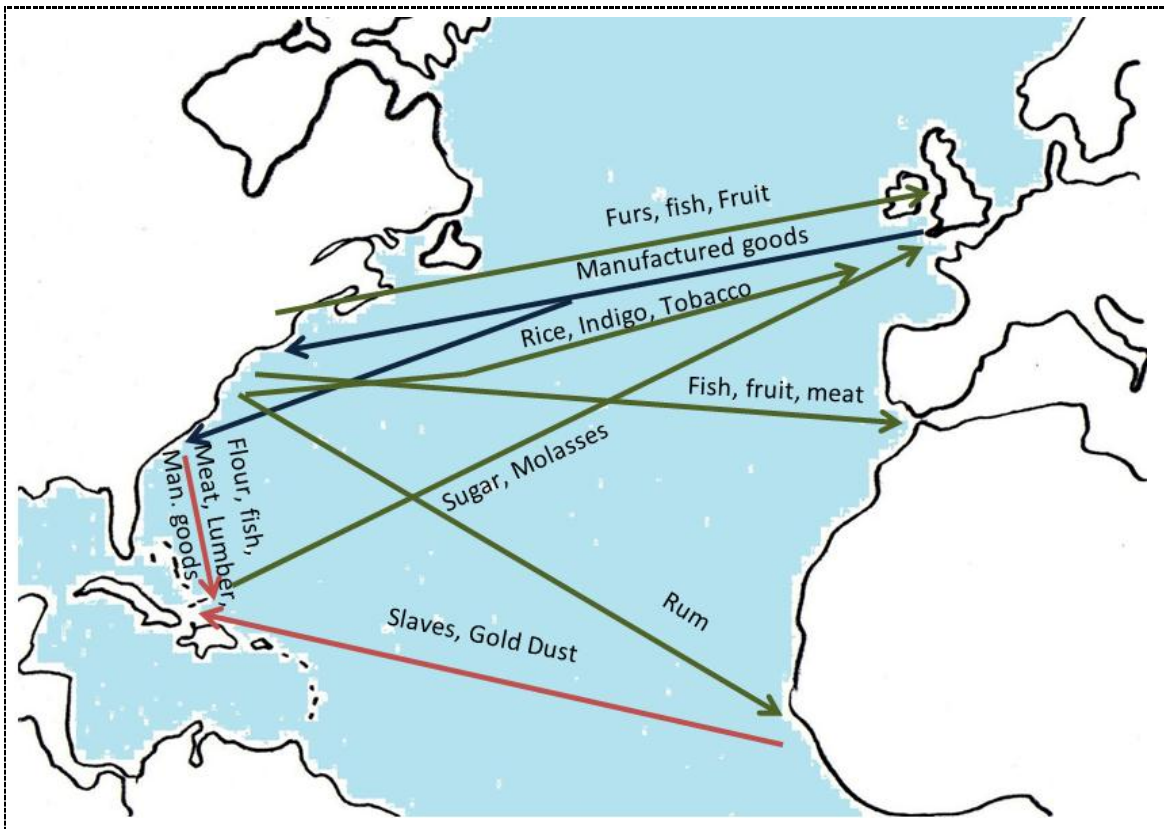 Furs, fish, Fruit
Manufactured goods
Rice, Indigo, Tobacco
Fish, fruit, meat
Sugar, Molasses
Flour, fish,
Meat, Lumber,
Man. goods
Rum
Slaves, Gold Dust